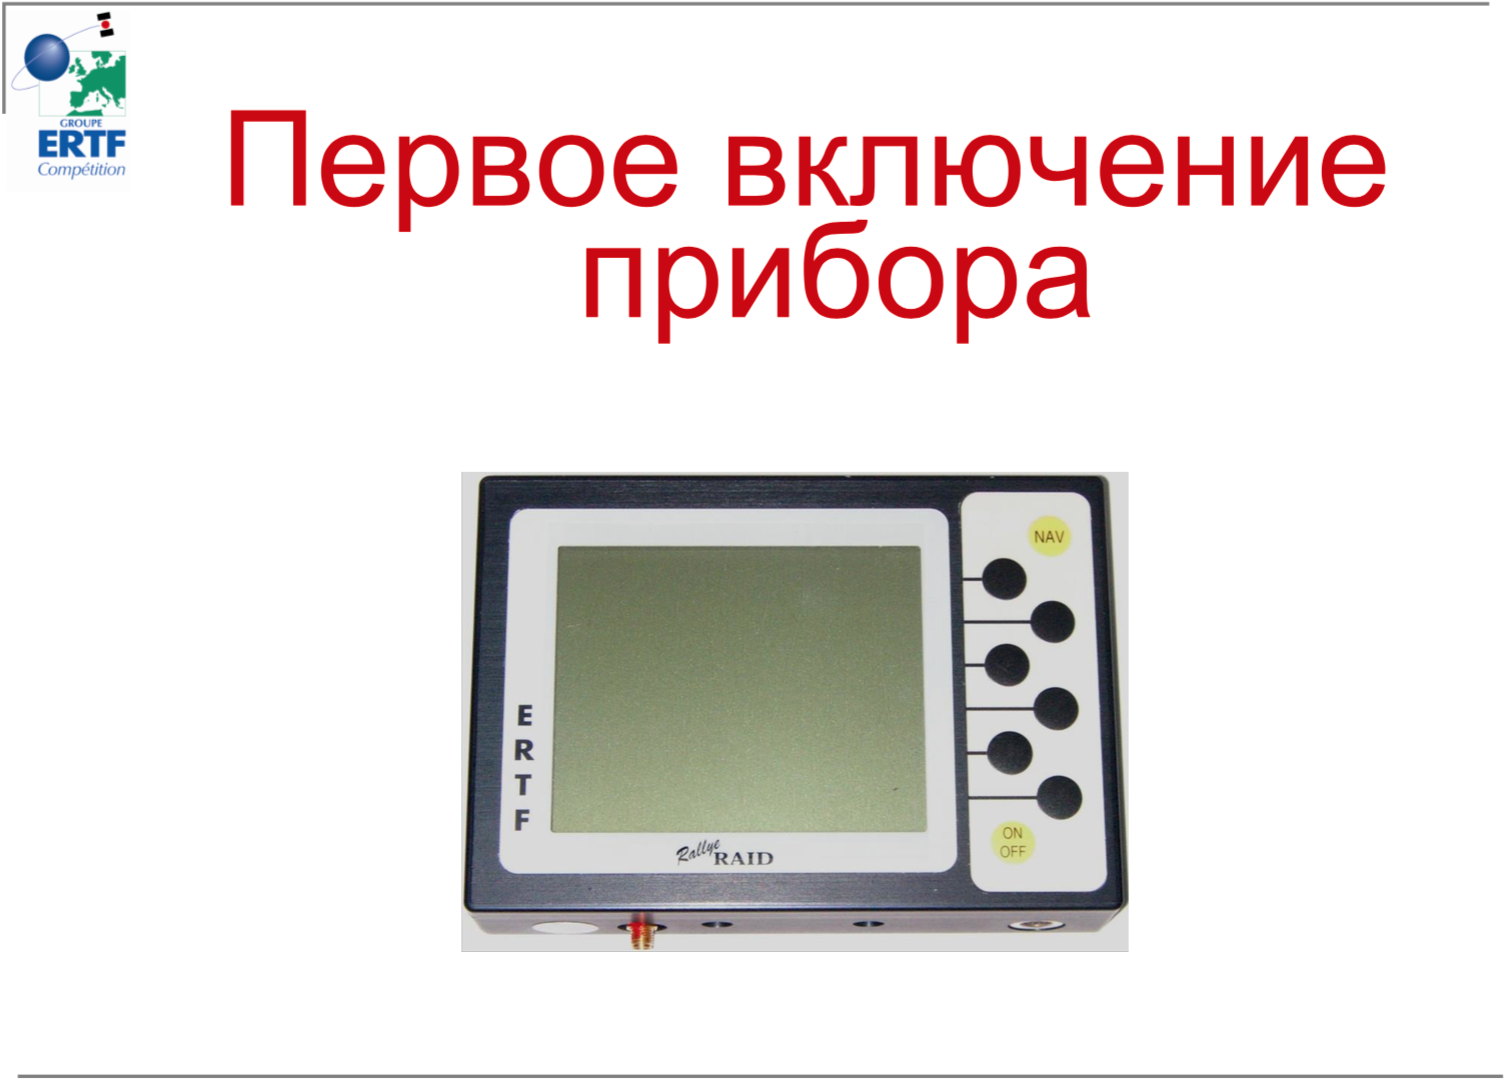 GROUPE
ERTF
Compétition
Первое включение
прибора
NAV
E
R
T
F
ON
OFF
Rallye RAID